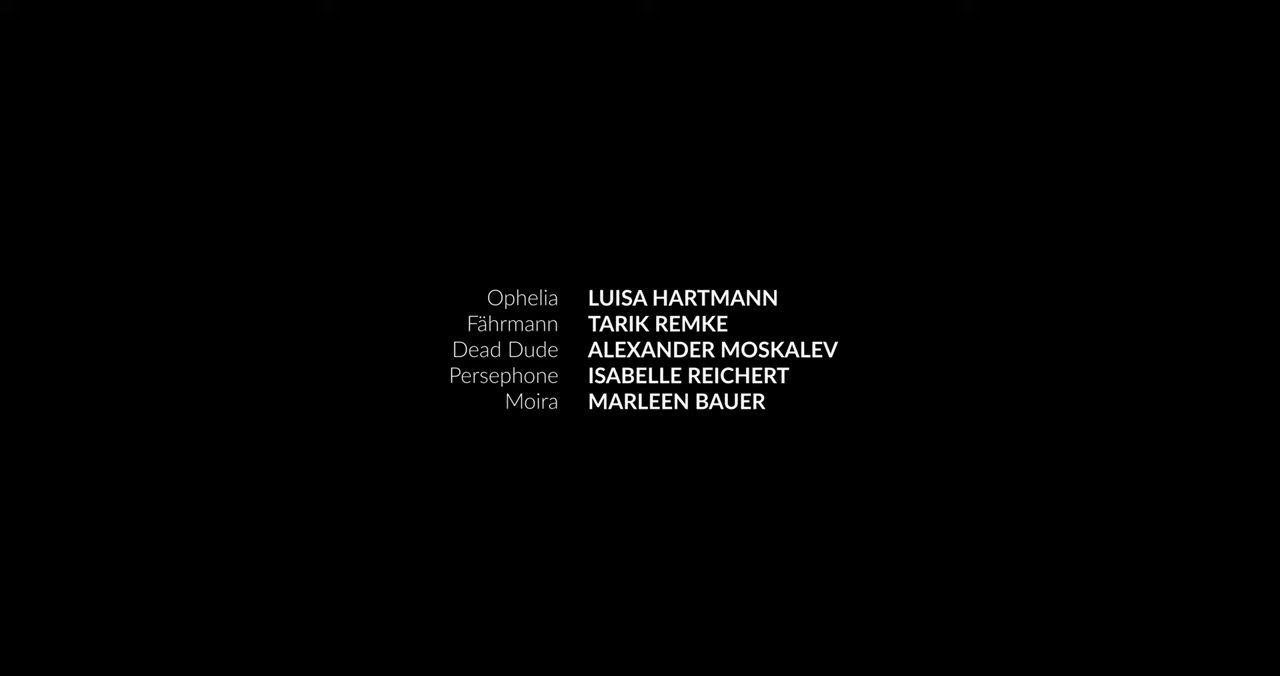 Ophelia LUISA HARTMANN
Fährmann TARIK REMKE
Dead Dude ALEXANDER MOSKALEV
Persephone ISABELLE REICHERT
Moira MARLEEN BAUER